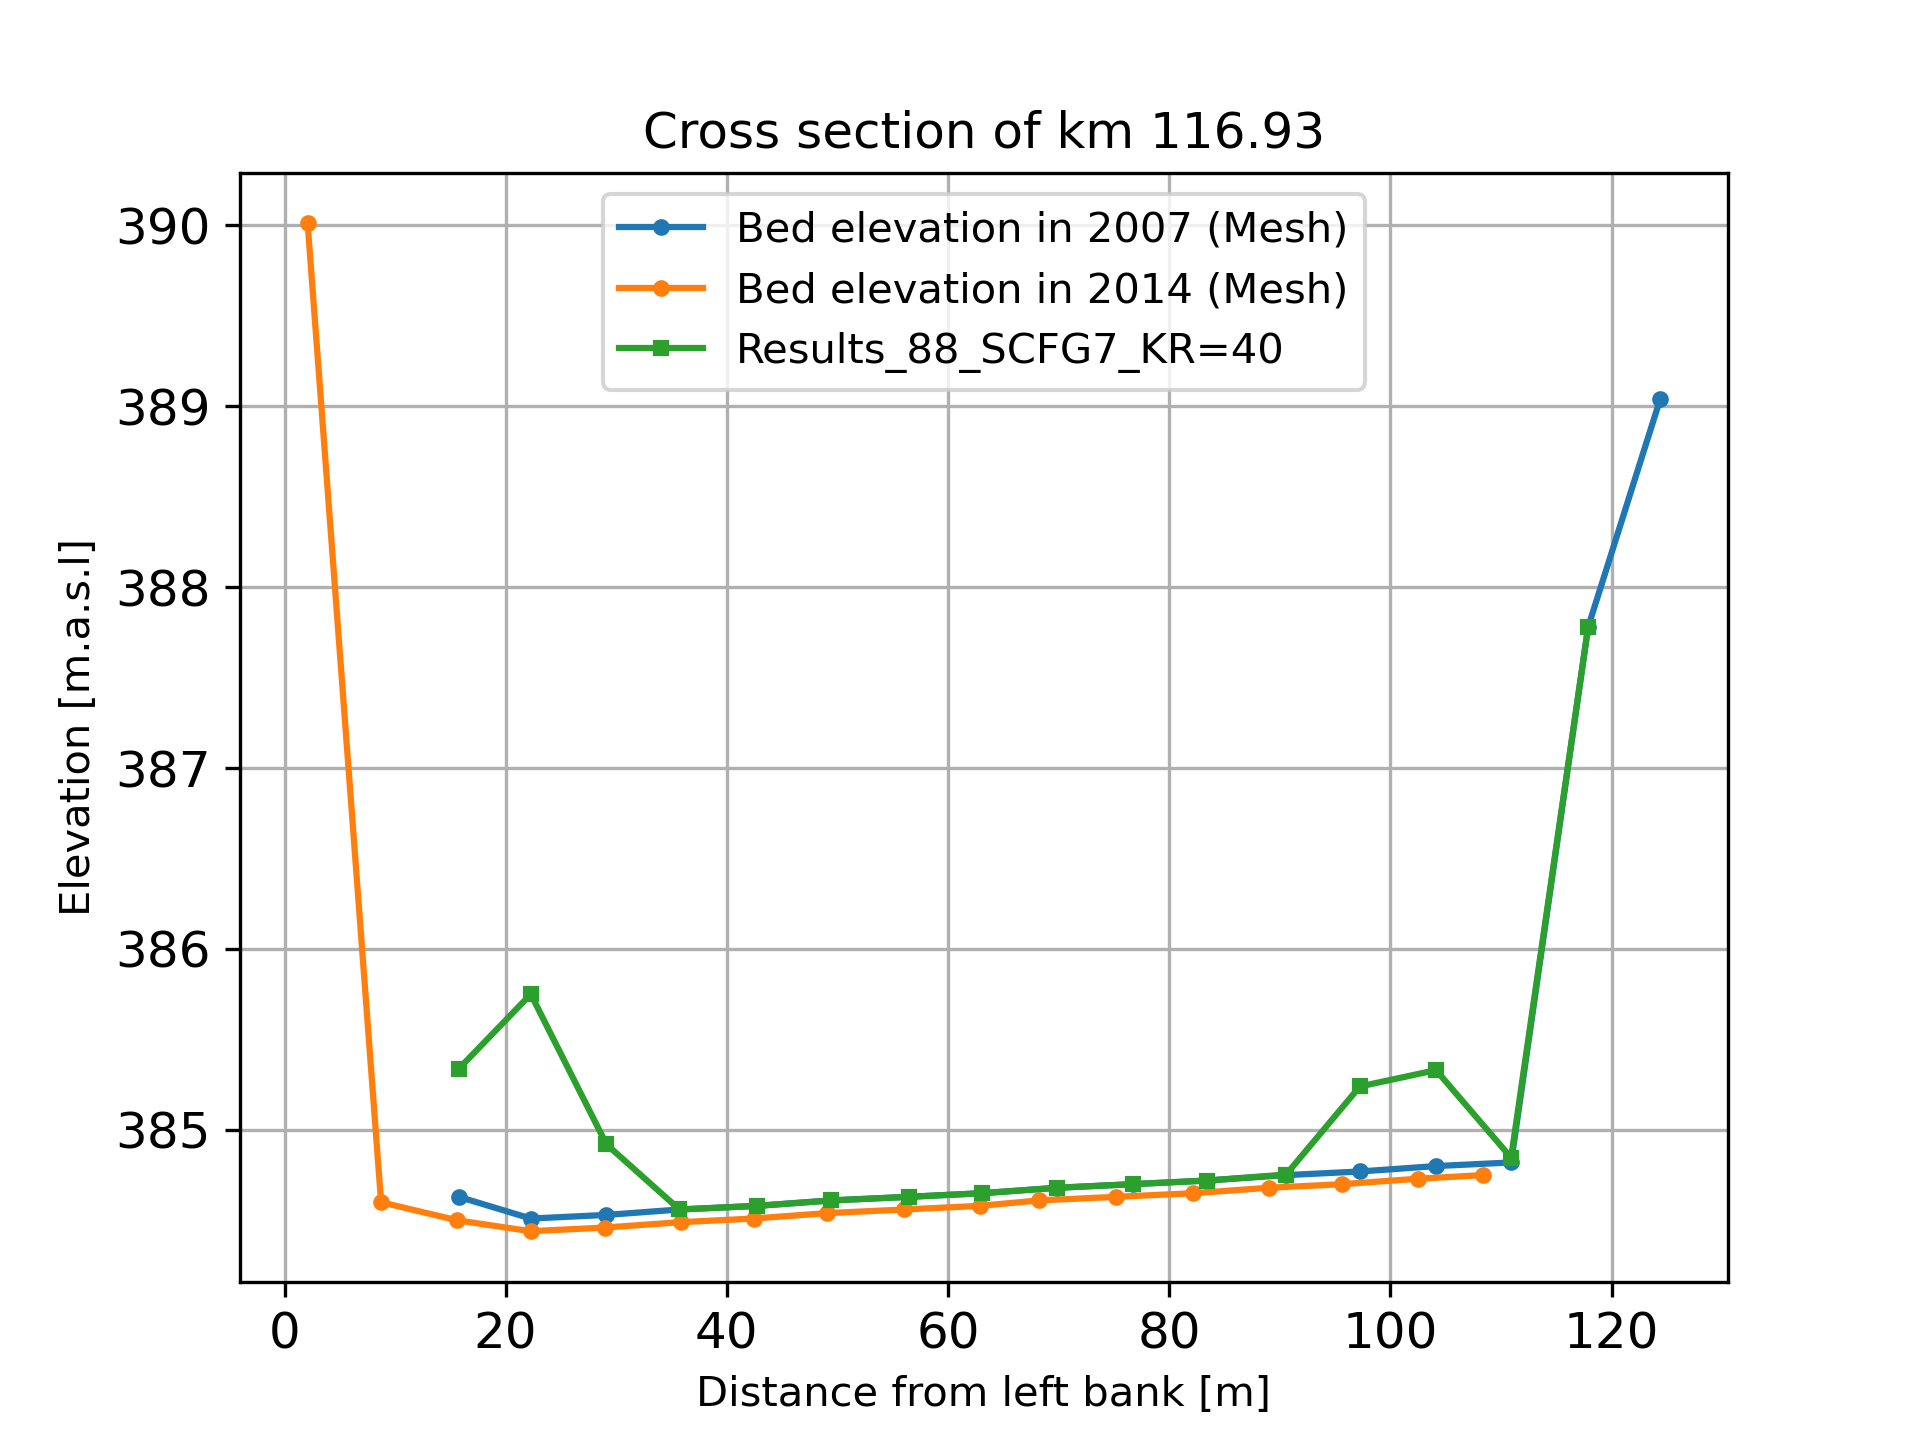 Cross section of km 116.93
Bed elevation in 2007 (Mesh)
Bed elevation in 2014 (Mesh)
Results_88_SCFG7_KR=40
390
389
388
387
386
385
Elevation [m.a.s.l]
0 20 40 60 80 100 120
Distance from left bank [m]